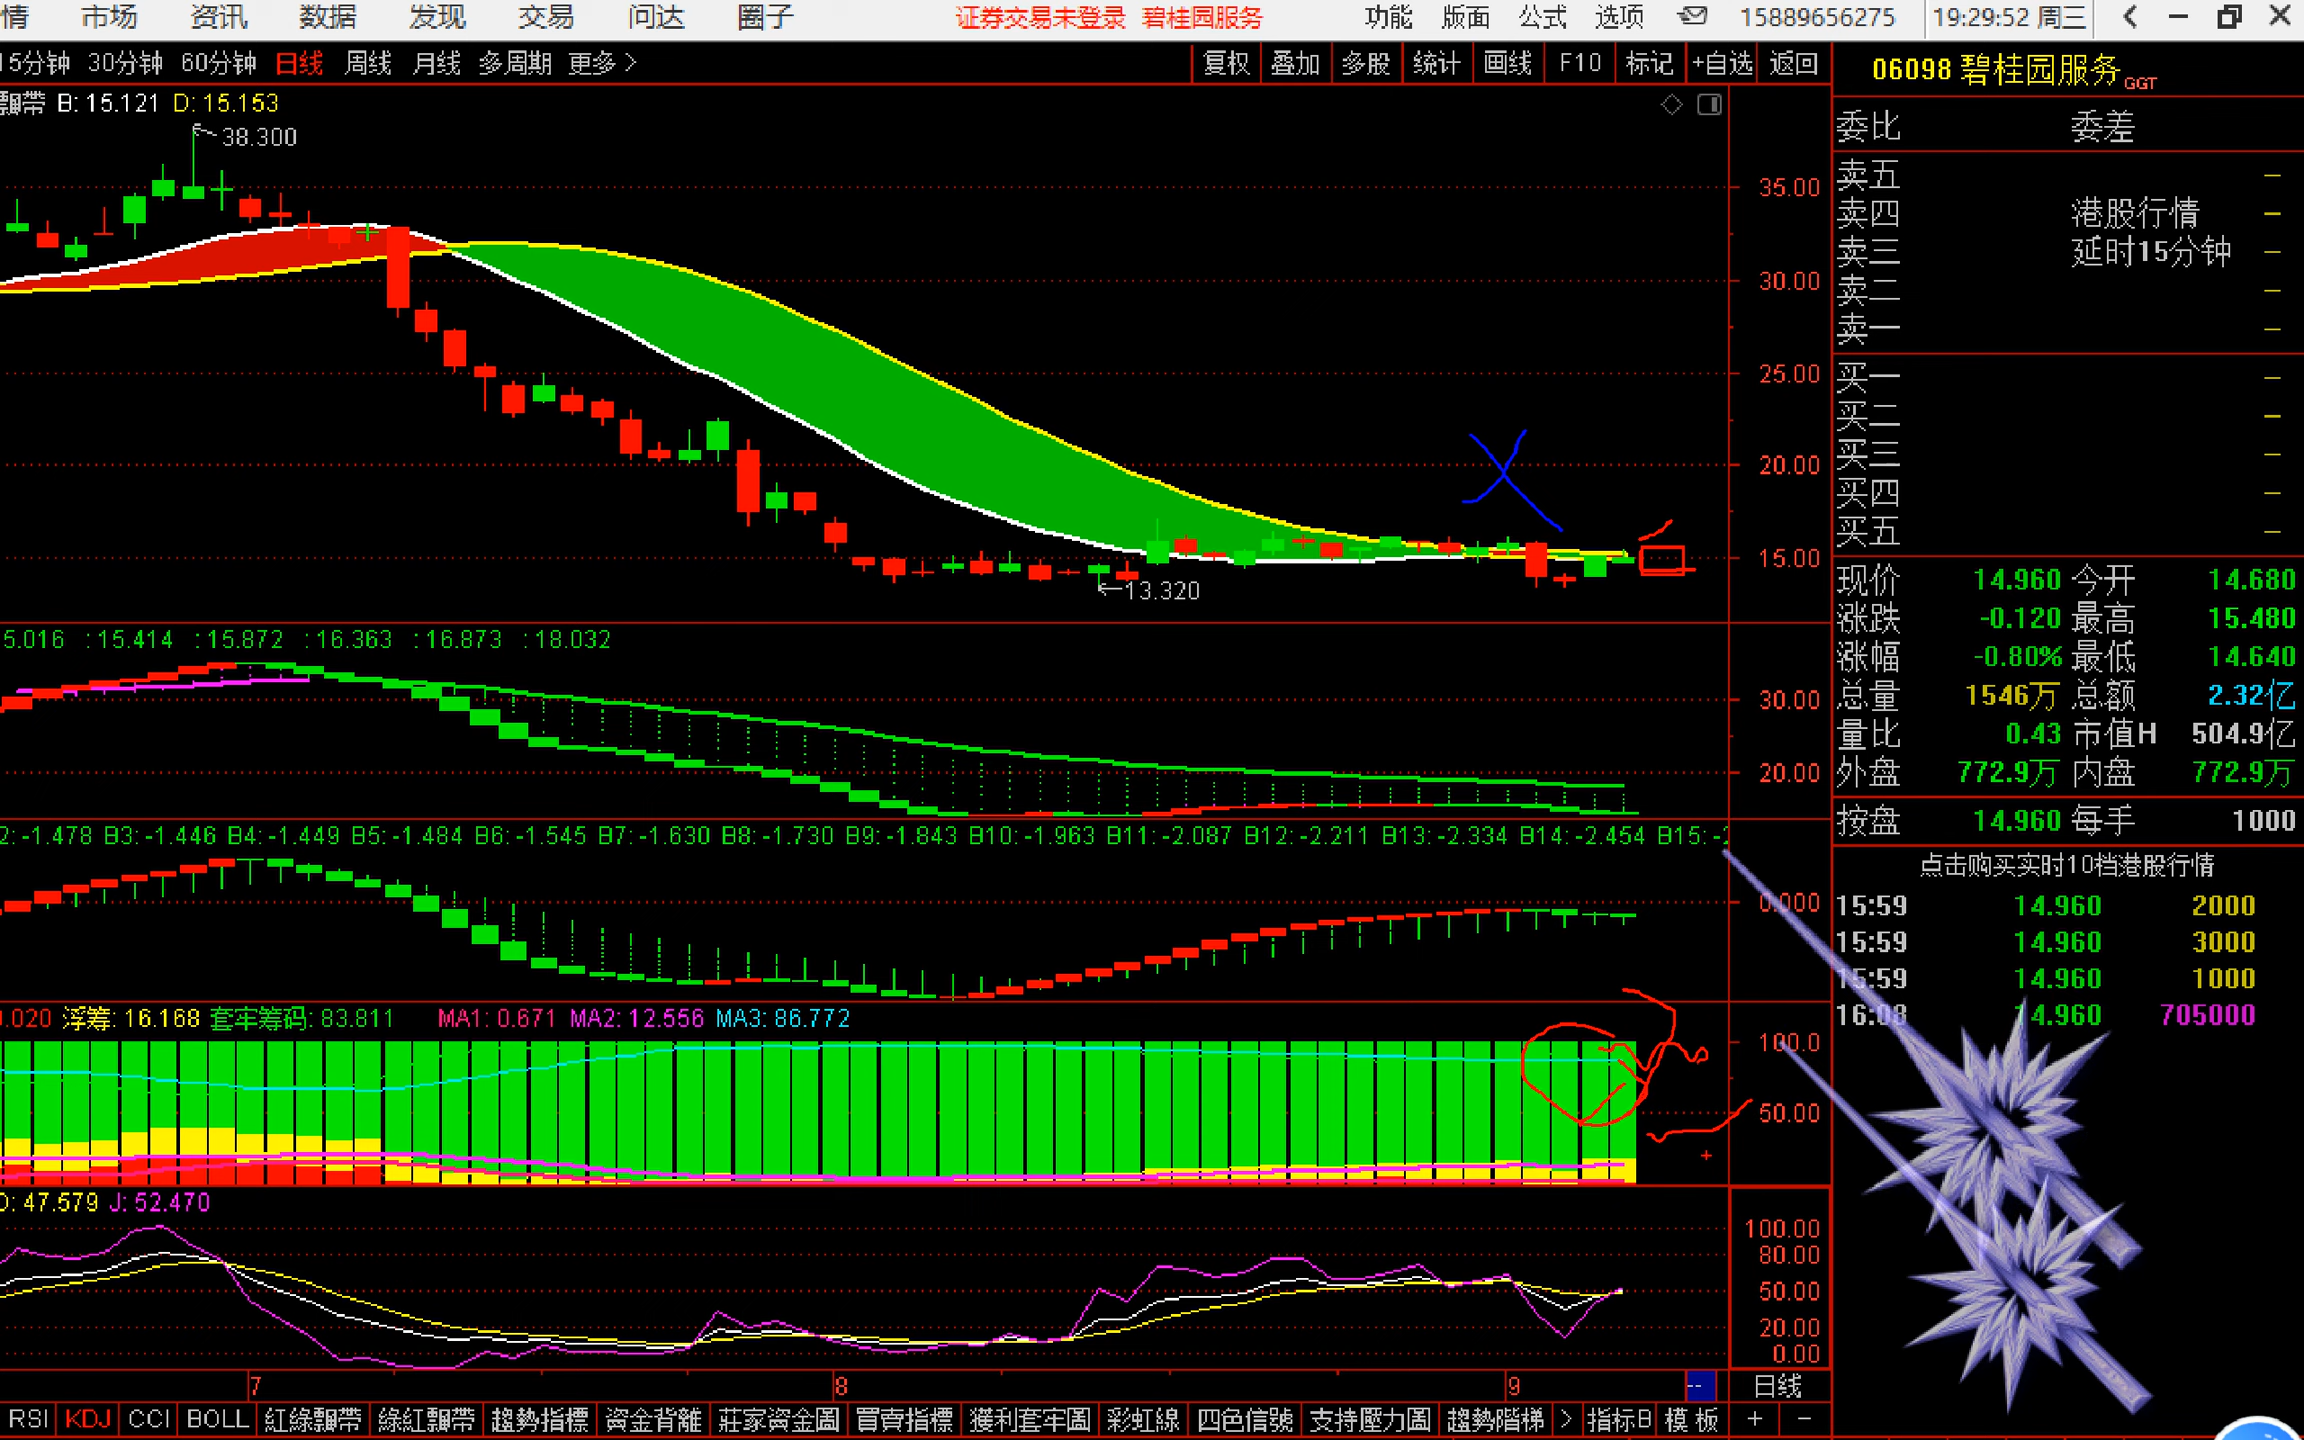 情 市场 资讯 数据 发现 交易 问达 圈子 证券交易未登录 碧桂园服务 功能 版面 公式 选项 15889656275 19:29:52 周三
15分钟 30分钟 60分钟 日线 周线 月线 多周期 更多 复权 叠加 多股 统计 画线 F10 标记 +自选 返回
06098 碧桂园服务 GGT
飄帶 B: 15.121 D: 15.153
38.300
35.00
30.00
25.00
20.00
15.00
13.320
委比 委差
卖五
卖四 港股行情
卖三 延时15分钟
卖二
卖一
买一
买二
买三
买四
买五
现价 14.960 今开 14.680
涨跌 -0.120 最高 15.480
涨幅 -0.80% 最低 14.640
总量 1546万 总额 2.32亿
量比 0.43 市值H 504.9亿
外盘 772.9万 内盘 772.9万
按盘 14.960 每手 1000
点击购买实时10档港股行情
15:59 14.960 2000
15:59 14.960 3000
15:59 14.960 1000
16:08 14.960 705000
5.016 :15.414 :15.872 :16.363 :16.873 :18.032
30.00
20.00
2: -1.478 B3: -1.446 B4: -1.449 B5: -1.484 B6: -1.545 B7: -1.630 B8: -1.730 B9: -1.843 B10: -1.963 B11: -2.087 B12: -2.211 B13: -2.334 B14: -2.454 B15: -2
0.000
0.020 浮筹: 16.168 套牢筹码: 83.811 MA1: 0.671 MA2: 12.556 MA3: 86.772
100.0
50.00
D: 47.579 J: 52.470
100.00
80.00
50.00
20.00
0.00
7 8 9 -- 日线
RSI KDJ CCI BOLL 紅綠飄帶 綠紅飄帶 趨勢指標 資金背離 莊家資金圖 買賣指標 獲利套牢圖 彩虹線 四色信號 支持壓力圖 趨勢階梯 > 指标B 模板 + −